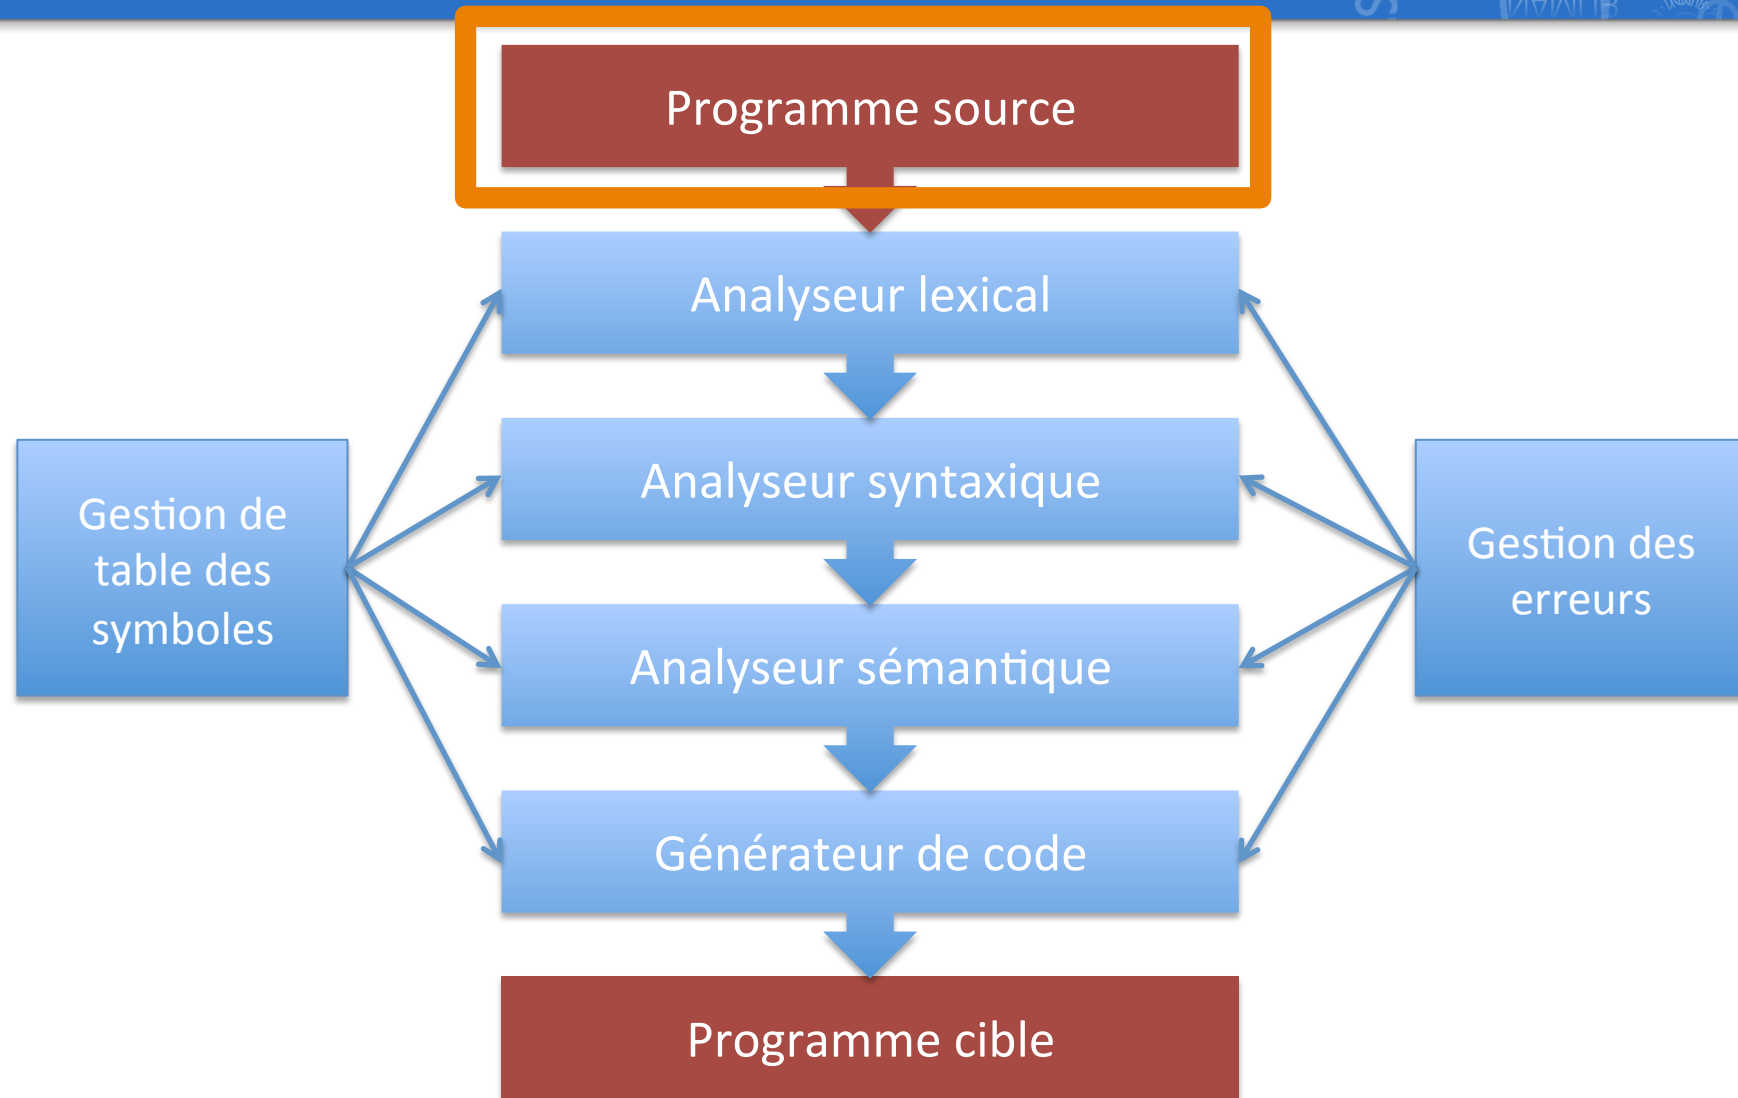 Programme source
Analyseur lexical
Analyseur syntaxique
Gestion de
table des
symboles
Gestion des
erreurs
Analyseur sémantique
Générateur de code
Programme cible